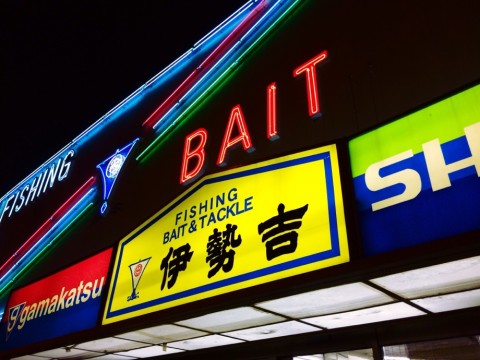 FISHING
BAIT
FISHING
BAIT & TACKLE
伊勢吉
gamakatsu
SH